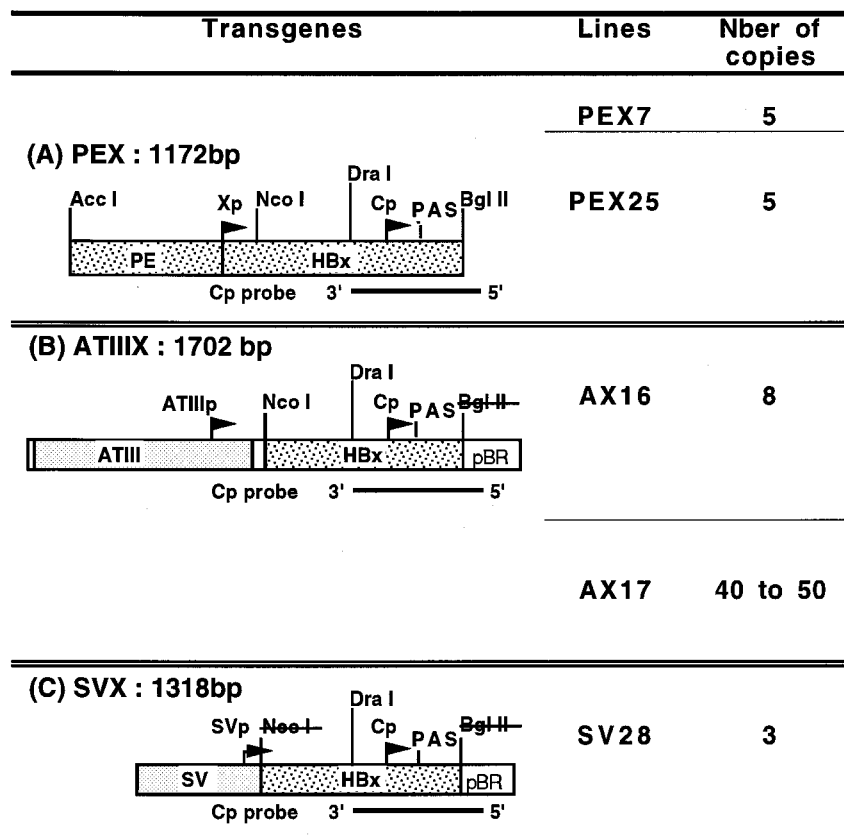 Transgenes Lines Nber of copies
PEX7 5
(A) PEX : 1172bp
Dra I
Acc I Xp Nco I Cp PAS Bgl II PEX25 5
PE HBx
Cp probe 3' 5'
(B) ATIIIX : 1702 bp
Dra I
ATIIIp Nco I Cp PAS Bgl II AX16 8
ATIII HBx pBR
Cp probe 3' 5'
AX17 40 to 50
(C) SVX : 1318bp
Dra I
SVp Nco I Cp PAS Bgl II SV28 3
SV HBx pBR
Cp probe 3' 5'